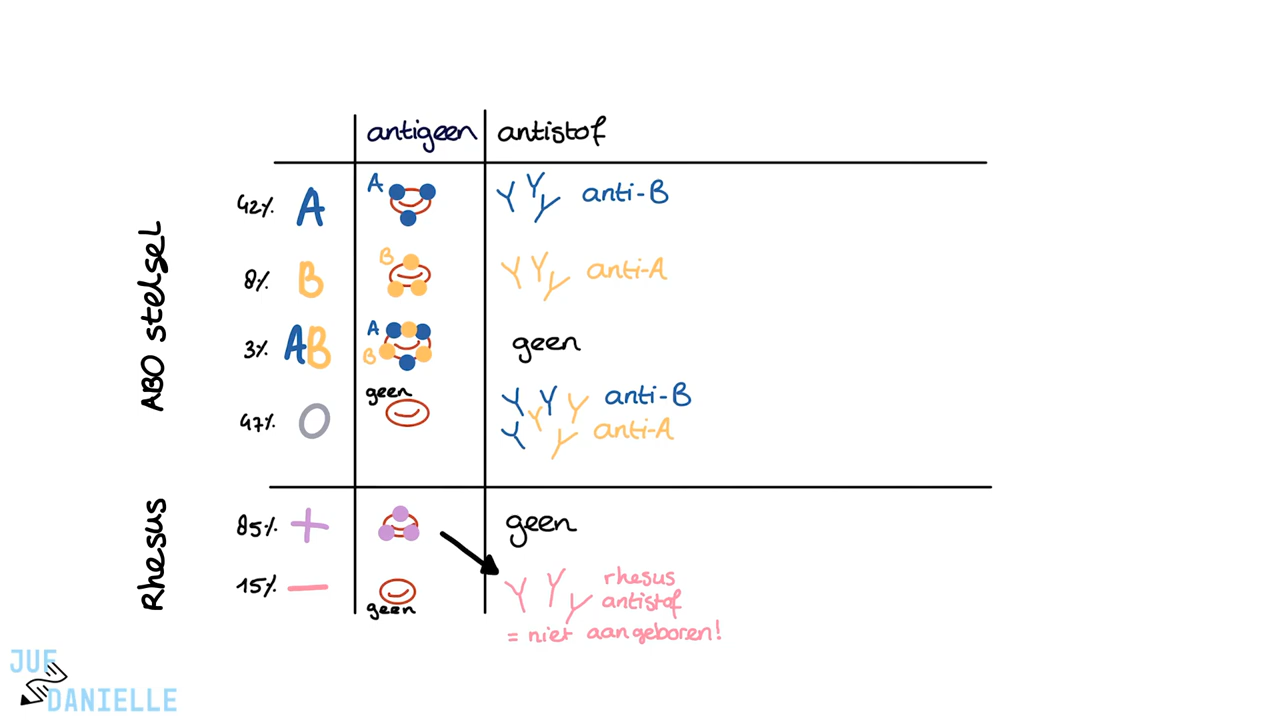 antigeen antistof
ABO stelsel
42% A A anti-B
8% B B anti-A
3% AB A B geen
47% O geen anti-B
anti-A
Rhesus
85% + geen
15% - geen rhesus
antistof
= niet aangeboren!
JUF
DANIELLE